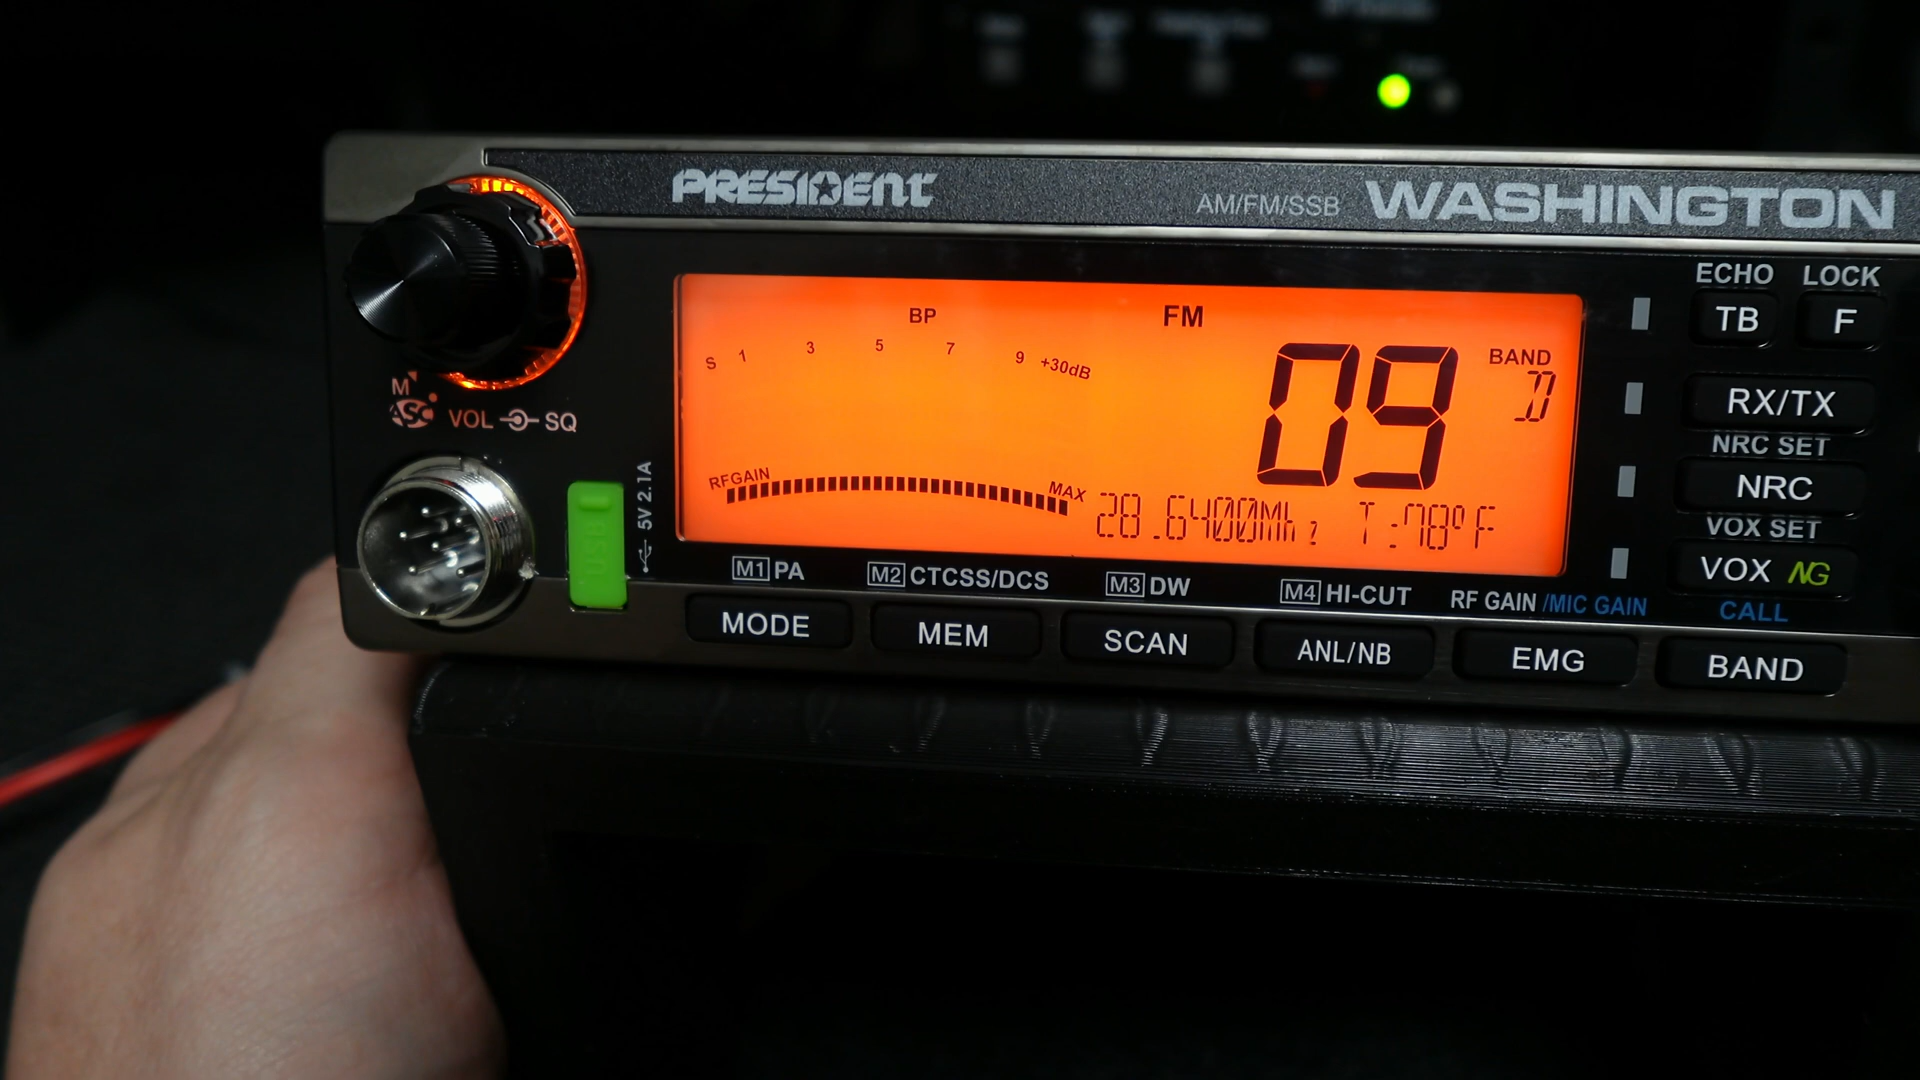 PRESIDENT
AM/FM/SSB WASHINGTON
ECHO LOCK
TB F
BP FM
S 1 3 5 7 9 +30dB
09
BAND
D
RX/TX
NRC SET
NRC
RFGAIN MAX
28.6400MHz T:78°F
VOX SET
VOX NG
CALL
M
ASC VOL SQ
5V 2.1A
USB
M1 PA M2 CTCSS/DCS M3 DW M4 HI-CUT RF GAIN /MIC GAIN
MODE MEM SCAN ANL/NB EMG BAND